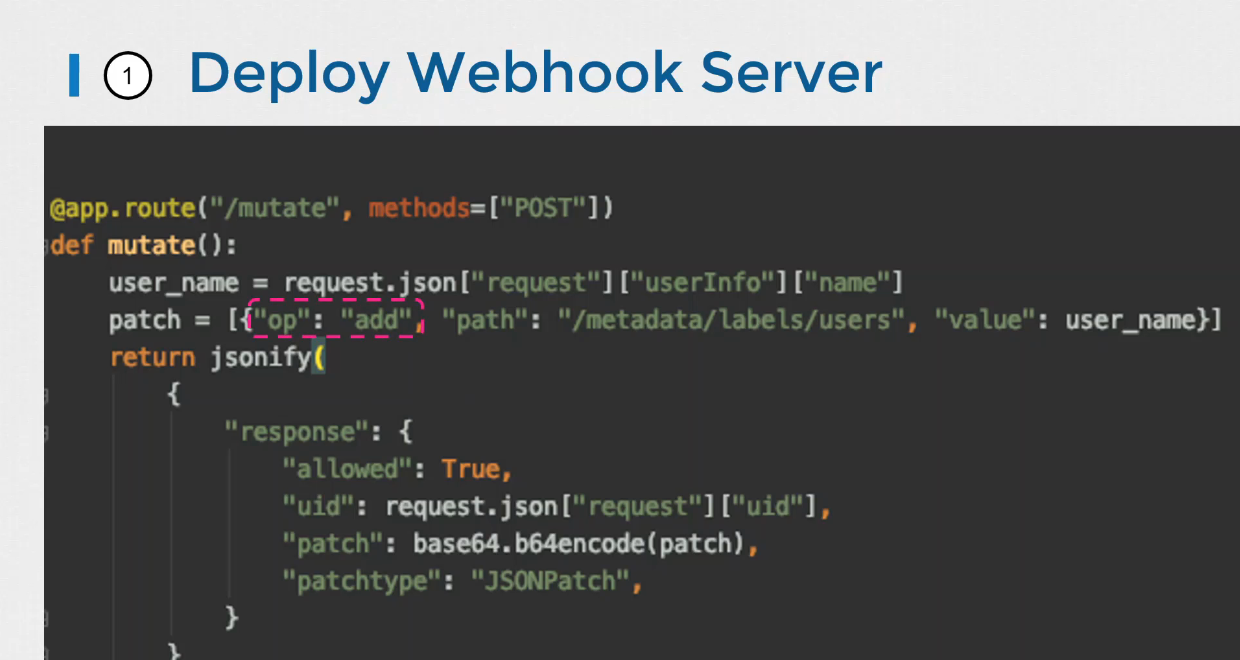 1 Deploy Webhook Server
@app.route("/mutate", methods=["POST"])
def mutate():
    user_name = request.json["request"]["userInfo"]["name"]
    patch = [{"op": "add", "path": "/metadata/labels/users", "value": user_name}]
    return jsonify(
        {
            "response": {
                "allowed": True,
                "uid": request.json["request"]["uid"],
                "patch": base64.b64encode(patch),
                "patchtype": "JSONPatch",
            }
        }